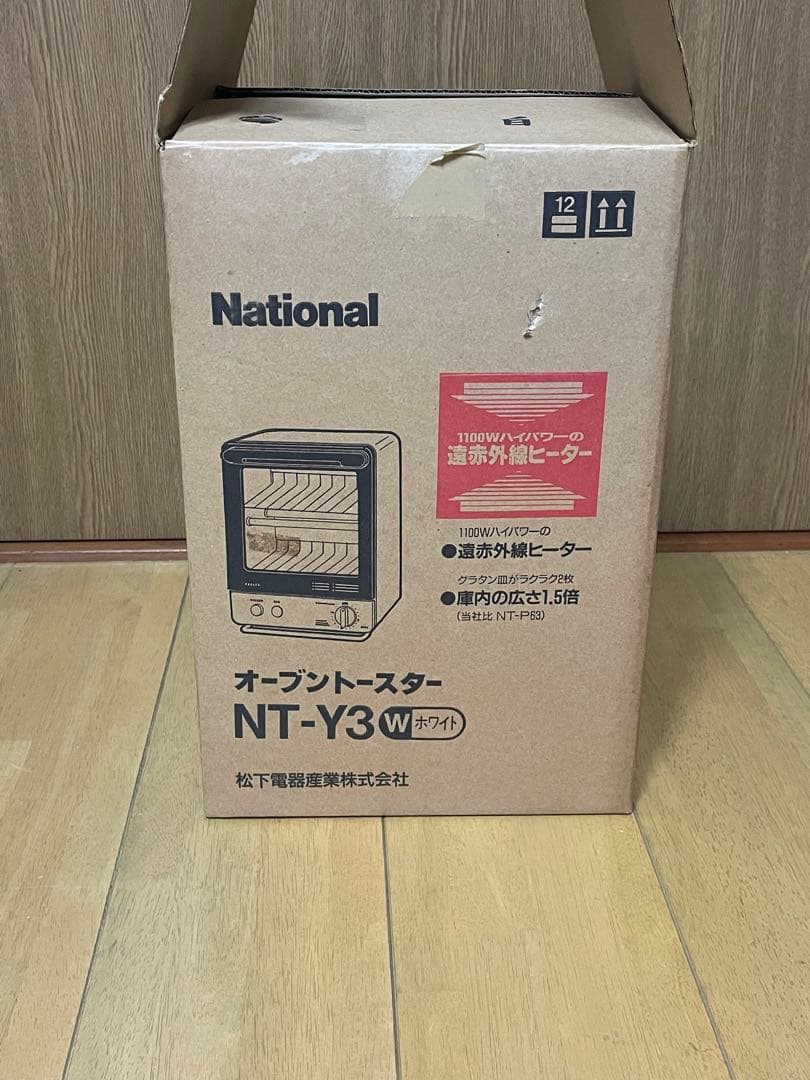 12
National
1100Wハイパワーの
遠赤外線ヒーター
1100Wハイパワーの
●遠赤外線ヒーター
グラタン皿がラクラク2枚
●庫内の広さ1.5倍
(当社比 NT-P63)
オーブントースター
NT-Y3 W ホワイト
松下電器産業株式会社